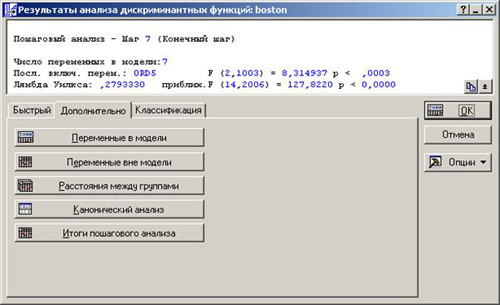 Результаты анализа дискриминантных функций: boston
Пошаговый анализ - Шаг 7 (Конечный шаг)
Число переменных в модели:7
Посл. включ. перем.: ORDS F (2,1003) = 8,314937 p < ,0003
Лямбда Уилкса: ,2793330 приближ.F (14,2006) = 127,8220 p < 0,0000
Быстрый Дополнительно Классификация
OK
Переменные в модели
Отмена
Переменные вне модели
Опции
Расстояния между группами
Канонический анализ
Итоги пошагового анализа